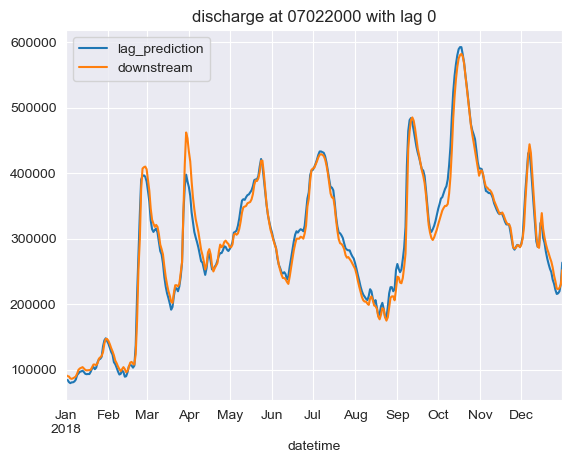 discharge at 07022000 with lag 0
lag_prediction
downstream
600000
500000
400000
300000
200000
100000
Jan Feb Mar Apr May Jun Jul Aug Sep Oct Nov Dec
2018
datetime